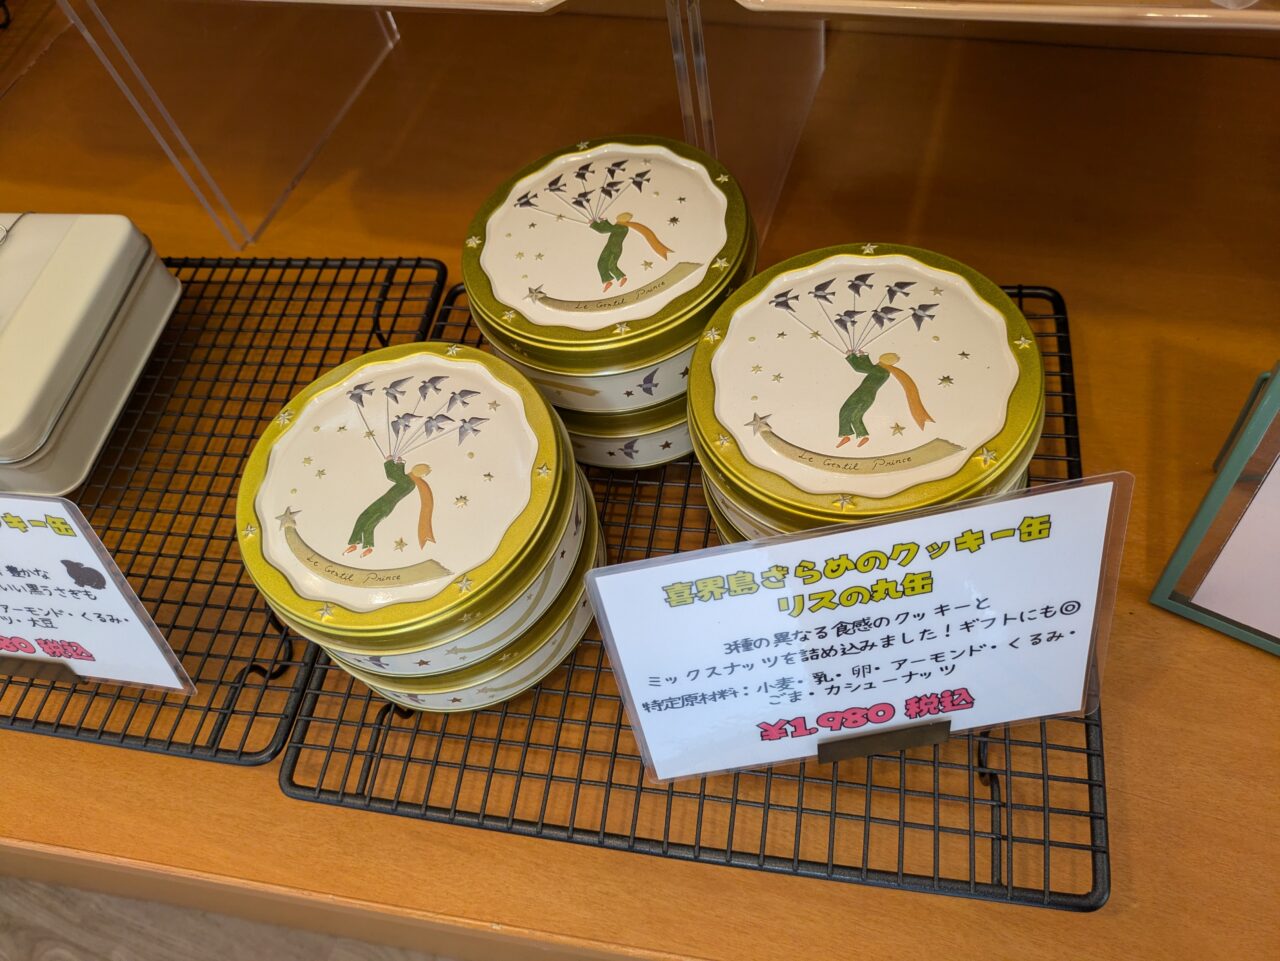 Le Gentil Prince
Le Gentil Prince
Le Gentil Prince
喜界島ざらめのクッキー缶
リスの丸缶
3種の異なる食感のクッキーと
ミックスナッツを詰め込みました!ギフトにも◎
特定原材料:小麦・乳・卵・アーモンド・くるみ・
ごま・カシューナッツ
¥1,980 税込
ッキー缶
豊かな
いい黒うさぎも
アーモンド・くるみ・
ツ・大豆
980 税込